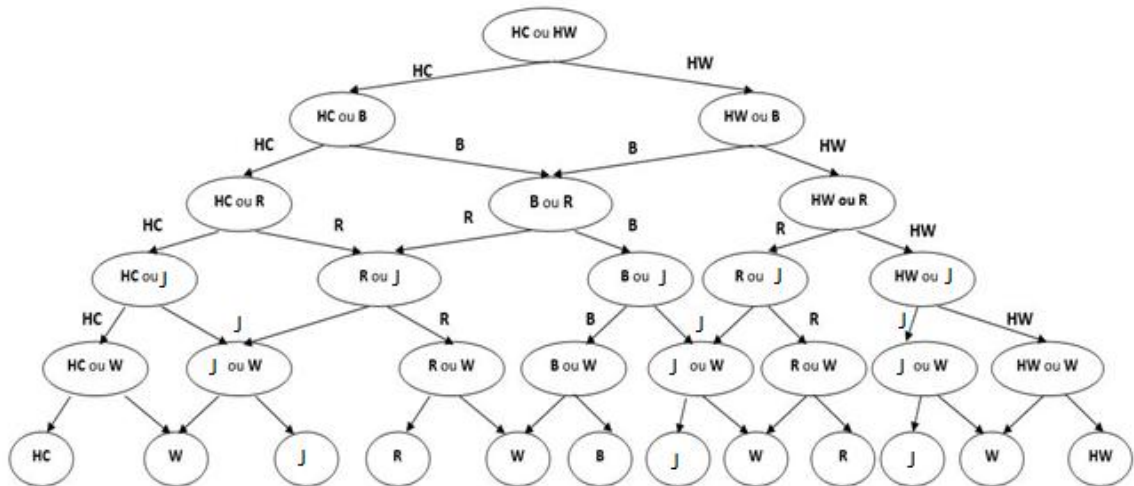 HC ou HW
HC HW
HC ou B HW ou B
HC B B HW
HC ou R B ou R HW ou R
HC R R B R HW
HC ou J R ou J B ou J R ou J HW ou J
HC J R B J R J HW
HC ou W J ou W R ou W B ou W J ou W R ou W J ou W HW ou W
HC W J R W B J W R J W HW